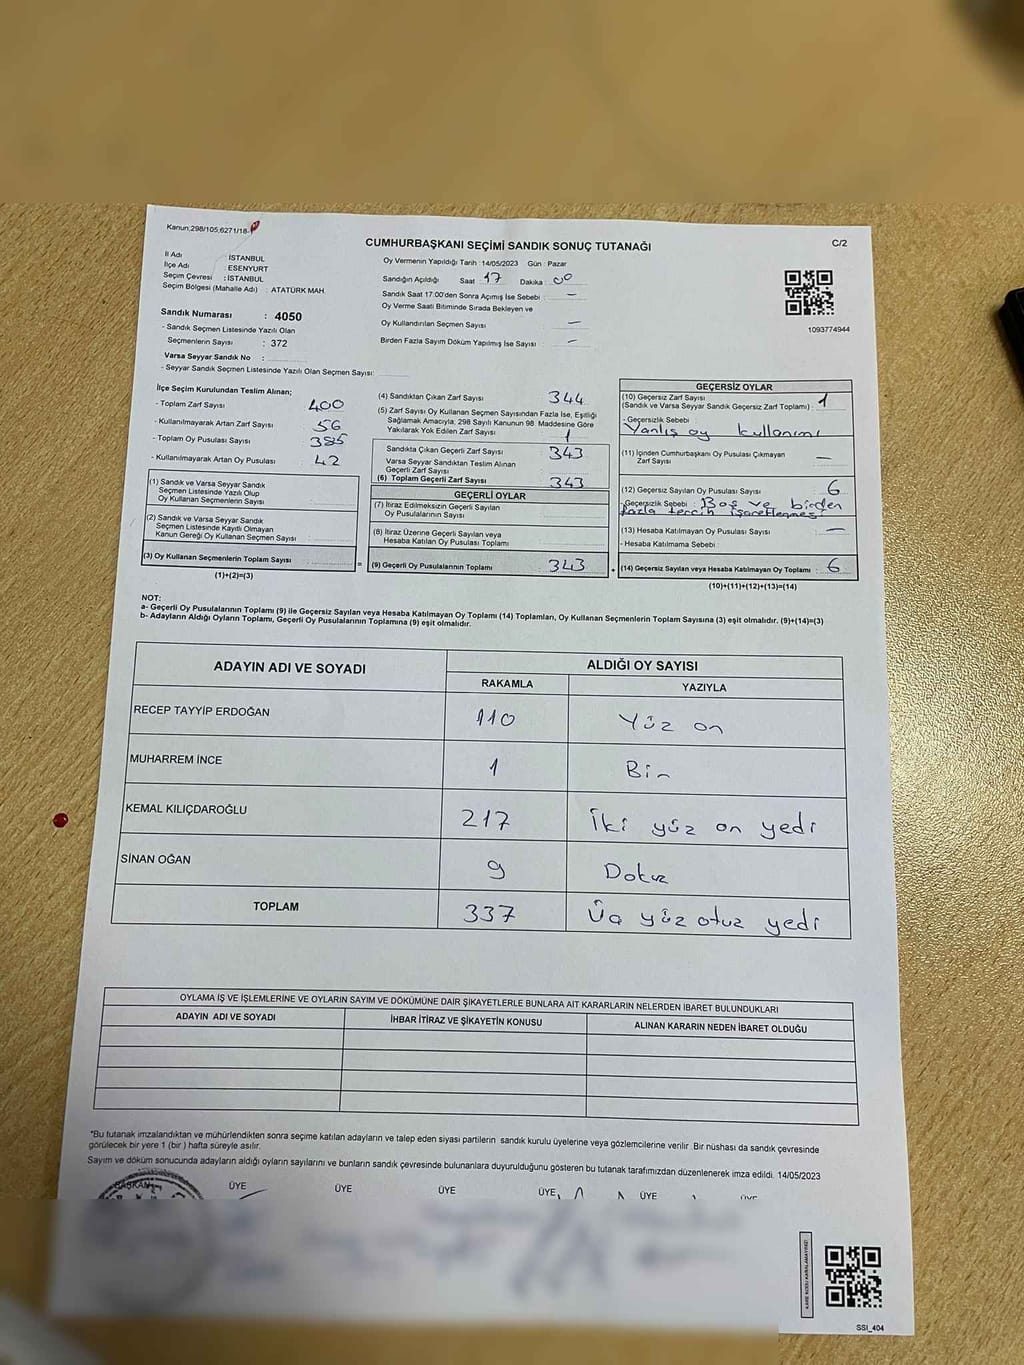 Kanun,298/105,6271/18-
C/2
CUMHURBAŞKANI SEÇİMİ SANDIK SONUÇ TUTANAĞI
İl Adı : İSTANBUL
İlçe Adı : ESENYURT
Seçim Çevresi : İSTANBUL
Seçim Bölgesi (Mahalle Adı) : ATATÜRK MAH.
Oy Vermenin Yapıldığı Tarih :14/05/2023 Gün : Pazar
Sandığın Açıldığı Saat 17 Dakika 00
Sandık Saat 17:00'den Sonra Açımış İse Sebebi : –
Oy Verme Saati Bitiminde Sırada Bekleyen ve
Oy Kullandırılan Seçmen Sayısı –
Birden Fazla Sayım Döküm Yapılmış İse Sayısı : –
1093774944
Sandık Numarası : 4050
- Sandık Seçmen Listesinde Yazılı Olan
Seçmenlerin Sayısı : 372
Varsa Seyyar Sandık No :
- Seyyar Sandık Seçmen Listesinde Yazılı Olan Seçmen Sayısı:
İlçe Seçim Kurulundan Teslim Alınan;
- Toplam Zarf Sayısı 400
- Kullanılmayarak Artan Zarf Sayısı 56
- Toplam Oy Pusulası Sayısı 385
- Kullanılmayarak Artan Oy Pusulası 42
(1) Sandık ve Varsa Seyyar Sandık
Seçmen Listesinde Yazılı Olup
Oy Kullanan Seçmenlerin Sayısı
(2) Sandık ve Varsa Seyyar Sandık
Seçmen Listesinde Kayıtlı Olmayan
Kanun Gereği Oy Kullanan Seçmen Sayısı :
(3) Oy Kullanan Seçmenlerin Toplam Sayısı
(1)+(2)=(3)
(4) Sandıktan Çıkan Zarf Sayısı 344
(5) Zarf Sayısı Oy Kullanan Seçmen Sayısından Fazla İse, Eşitliği
Sağlamak Amacıyla, 298 Sayılı Kanunun 98. Maddesine Göre
Yakılarak Yok Edilen Zarf Sayısı 1
Sandıkta Çıkan Geçerli Zarf Sayısı 343
Varsa Seyyar Sandıktan Teslim Alınan
Geçerli Zarf Sayısı
(6) Toplam Geçerli Zarf Sayısı 343
GEÇERLİ OYLAR
(7) İtiraz Edilmeksizin Geçerli Sayılan
Oy Pusulalarının Sayısı
(8) İtiraz Üzerine Geçerli Sayılan veya
Hesaba Katılan Oy Pusulası Toplamı
= (9) Geçerli Oy Pusulalarının Toplamı 343 +
GEÇERSİZ OYLAR
(10) Geçersiz Zarf Sayısı
(Sandık ve Varsa Seyyar Sandık Geçersiz Zarf Toplamı) : 1
- Geçersizlik Sebebi
Yanlış oy kullanımı
(11) İçinden Cumhurbaşkanı Oy Pusulası Çıkmayan
Zarf Sayısı –
(12) Geçersiz Sayılan Oy Pusulası Sayısı 6
- Geçersizlik Sebebi : Boş ve birden
fazla tercih işaretlenmesi
(13) Hesaba Katılmayan Oy Pusulası Sayısı –
- Hesaba Katılmama Sebebi
(14) Geçersiz Sayılan veya Hesaba Katılmayan Oy Toplamı : 6
(10)+(11)+(12)+(13)=(14)
NOT:
a- Geçerli Oy Pusulalarının Toplamı (9) ile Geçersiz Sayılan veya Hesaba Katılmayan Oy Toplamı (14) Toplamları, Oy Kullanan Seçmenlerin Toplam Sayısına (3) eşit olmalıdır. (9)+(14)=(3)
b- Adayların Aldığı Oyların Toplamı, Geçerli Oy Pusulalarının Toplamına (9) eşit olmalıdır.
ADAYIN ADI VE SOYADI ALDIĞI OY SAYISI
RAKAMLA YAZIYLA
RECEP TAYYİP ERDOĞAN 110 Yüz on
MUHARREM İNCE 1 Bir
KEMAL KILIÇDAROĞLU 217 İki yüz on yedi
SİNAN OĞAN 9 Dokuz
TOPLAM 337 Üç yüz otuz yedi
OYLAMA İŞ VE İŞLEMLERİNE VE OYLARIN SAYIM VE DÖKÜMÜNE DAİR ŞİKAYETLERLE BUNLARA AİT KARARLARIN NELERDEN İBARET BULUNDUKLARI
ADAYIN ADI VE SOYADI İHBAR İTİRAZ VE ŞİKAYETİN KONUSU ALINAN KARARIN NEDEN İBARET OLDUĞU
*Bu tutanak imzalandıktan ve mühürlendikten sonra seçime katılan adayların ve talep eden siyasi partilerin sandık kurulu üyelerine veya gözlemcilerine verilir. Bir nüshası da sandık çevresinde
görülecek bir yere 1 (bir) hafta süreyle asılır.
Sayım ve döküm sonucunda adayların aldığı oyların sayılarını ve bunların sandık çevresinde bulunanlara duyurulduğunu gösteren bu tutanak tarafımızdan düzenlenerek imza edildi. 14/05/2023
BAŞKAN ÜYE ÜYE ÜYE ÜYE ÜYE ÜYE
KARE KODU KARALAMAYINIZ!
SSI_404